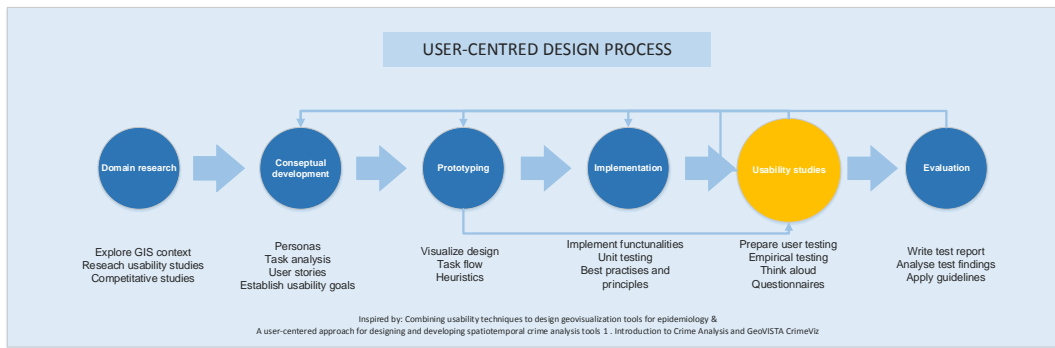 USER-CENTRED DESIGN PROCESS
Domain research
Conseptual
development
Prototyping
Implementation
Usability studies
Evaluation
Explore GIS context
Reseach usability studies
Competitative studies
Personas
Task analysis
User stories
Establish usability goals
Visualize design
Task flow
Heuristics
Implement functunalities
Unit testing
Best practises and
principles
Prepare user testing
Empirical testing
Think aloud
Questionnaires
Write test report
Analyse test findings
Apply guidelines
Inspired by: Combining usability techniques to design geovisualization tools for epidemiology &
A user-centered approach for designing and developing spatiotemporal crime analysis tools 1 . Introduction to Crime Analysis and GeoVISTA CrimeViz